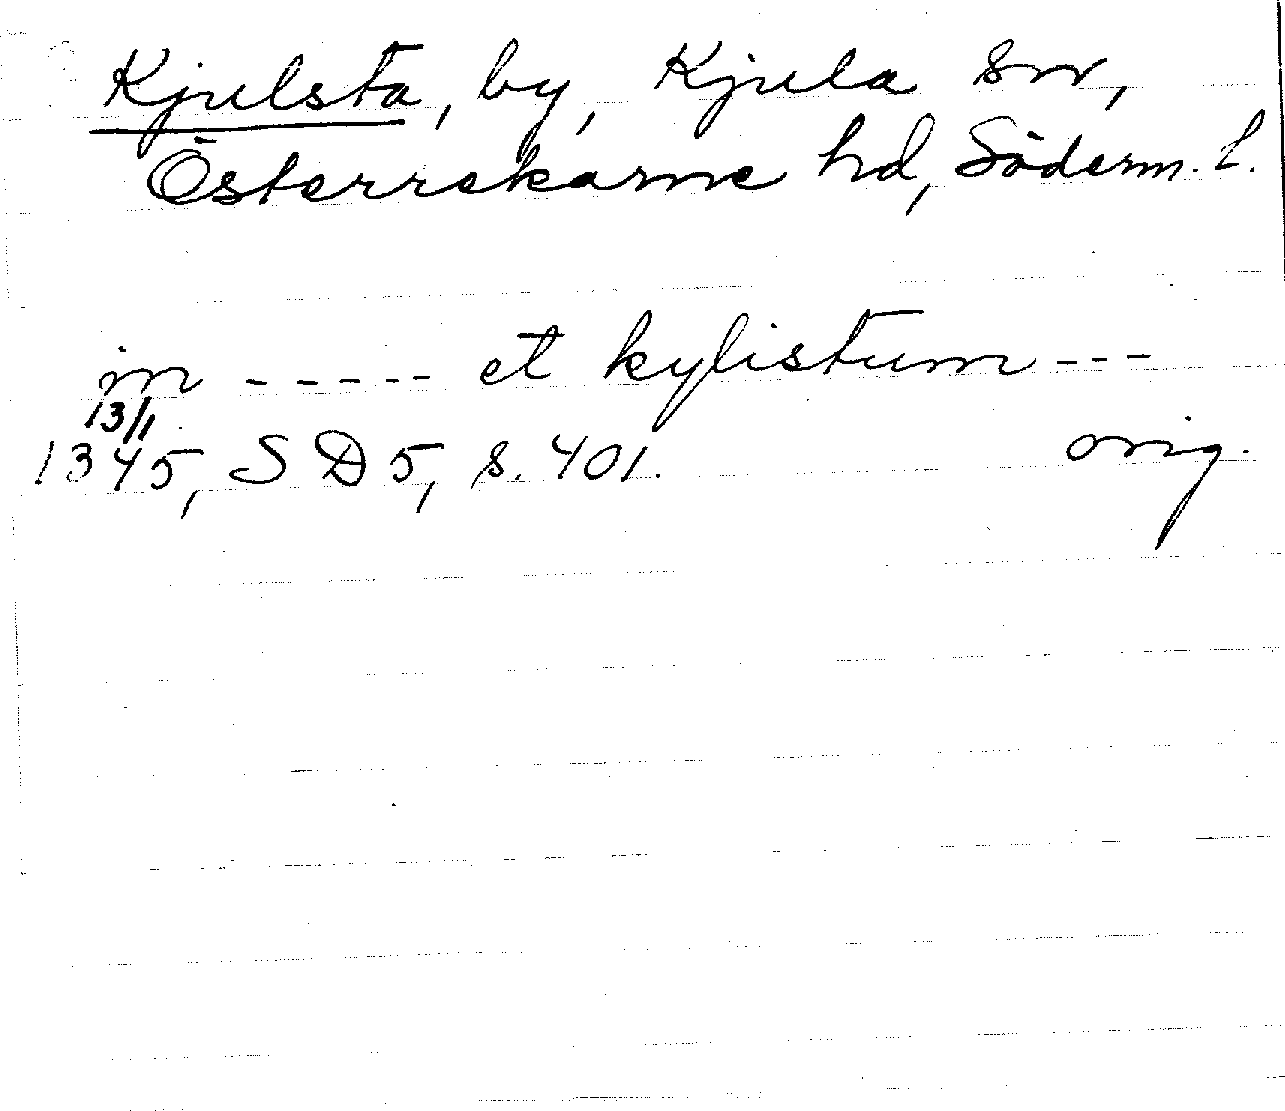 Kjulsta, by, Kjula sn,
Österrekarne hd, Söderm. l.
in ----- et kylistum ---
13/1
1345, SD 5, s. 401. orig.